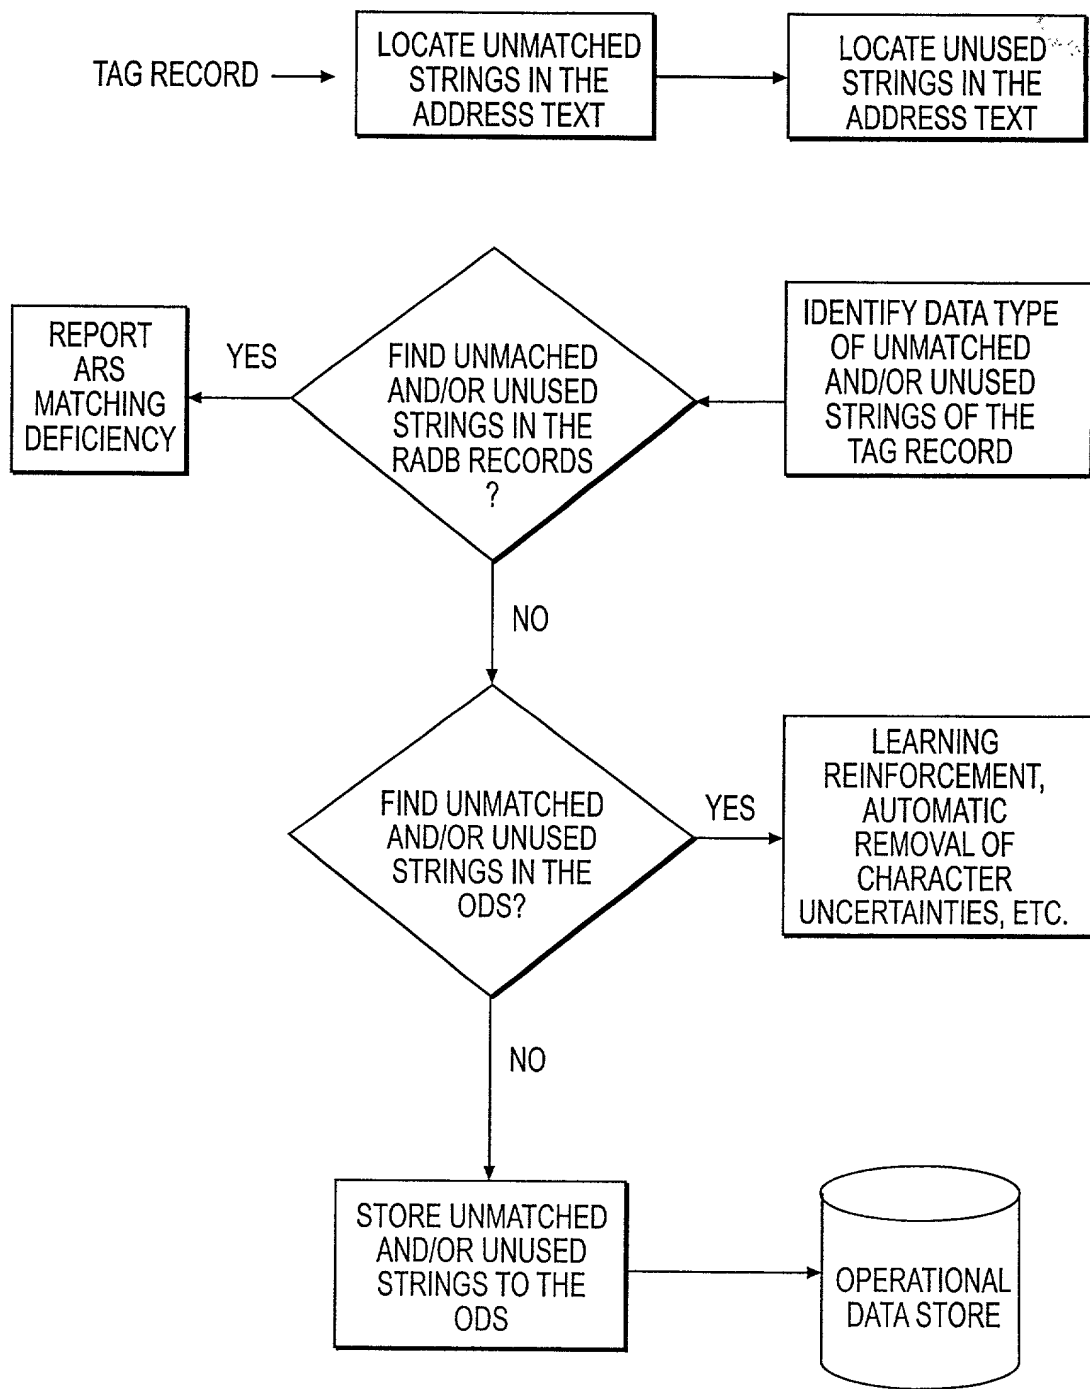 TAG RECORD
LOCATE UNMATCHED
STRINGS IN THE
ADDRESS TEXT
LOCATE UNUSED
STRINGS IN THE
ADDRESS TEXT
IDENTIFY DATA TYPE
OF UNMATCHED
AND/OR UNUSED
STRINGS OF THE
TAG RECORD
FIND UNMACHED
AND/OR UNUSED
STRINGS IN THE
RADB RECORDS
?
YES
REPORT
ARS
MATCHING
DEFICIENCY
NO
FIND UNMATCHED
AND/OR UNUSED
STRINGS IN THE
ODS?
YES
LEARNING
REINFORCEMENT,
AUTOMATIC
REMOVAL OF
CHARACTER
UNCERTAINTIES, ETC.
NO
STORE UNMATCHED
AND/OR UNUSED
STRINGS TO THE
ODS
OPERATIONAL
DATA STORE